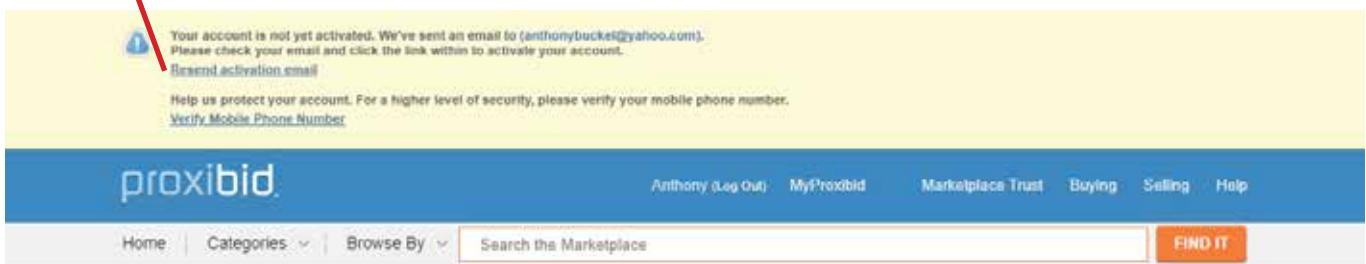 Your account is not yet activated. We've sent an email to (anthonybuckel@yahoo.com).
Please check your email and click the link within to activate your account.
Resend activation email
Help us protect your account. For a higher level of security, please verify your mobile phone number.
Verify Mobile Phone Number
proxibid.
Anthony (Log Out) MyProxibid Marketplace Trust Buying Selling Help
Home Categories Browse By Search the Marketplace FIND IT